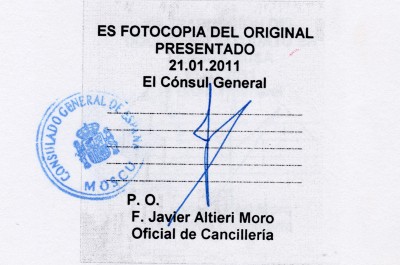 ES FOTOCOPIA DEL ORIGINAL
PRESENTADO
21.01.2011
El Cónsul General
CONSULADO GENERAL DE ESPAÑA
MOSCU
P. O.
F. Javier Altieri Moro
Oficial de Cancillería